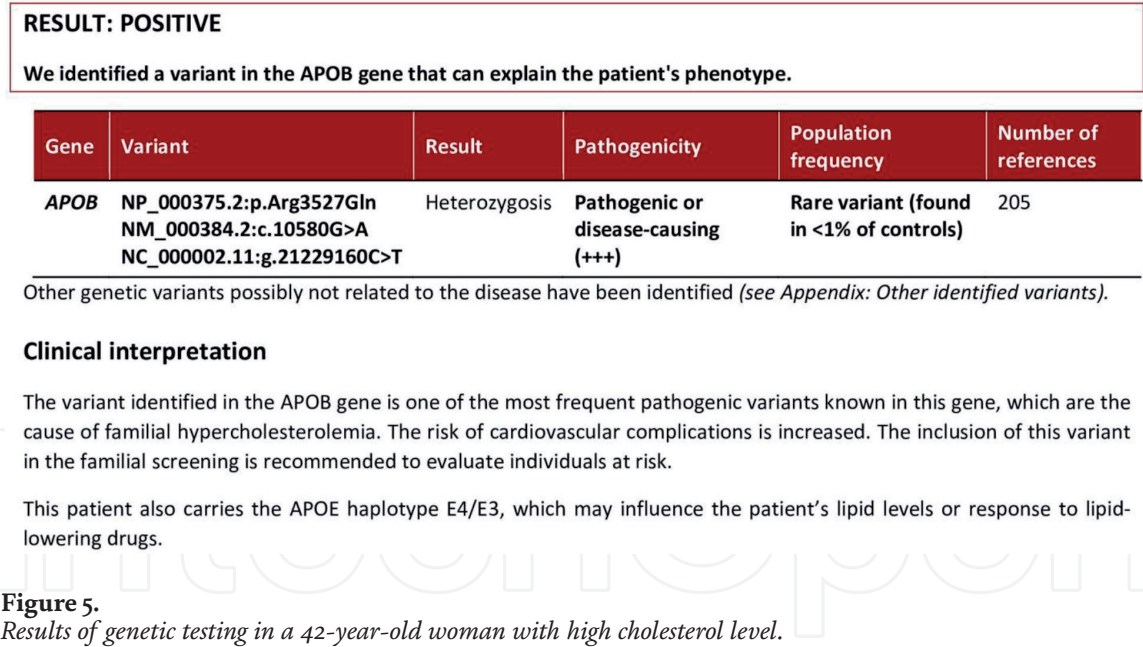 RESULT: POSITIVE
We identified a variant in the APOB gene that can explain the patient's phenotype.
Gene Variant Result Pathogenicity Population frequency Number of references
APOB NP_000375.2:p.Arg3527Gln Heterozygosis Pathogenic or Rare variant (found 205
NM_000384.2:c.10580G>A disease-causing in <1% of controls)
NC_000002.11:g.21229160C>T (+++)
Other genetic variants possibly not related to the disease have been identified (see Appendix: Other identified variants).
Clinical interpretation
The variant identified in the APOB gene is one of the most frequent pathogenic variants known in this gene, which are the
cause of familial hypercholesterolemia. The risk of cardiovascular complications is increased. The inclusion of this variant
in the familial screening is recommended to evaluate individuals at risk.
This patient also carries the APOE haplotype E4/E3, which may influence the patient's lipid levels or response to lipid-
lowering drugs.
IntechOpen
Figure 5.
Results of genetic testing in a 42-year-old woman with high cholesterol level.